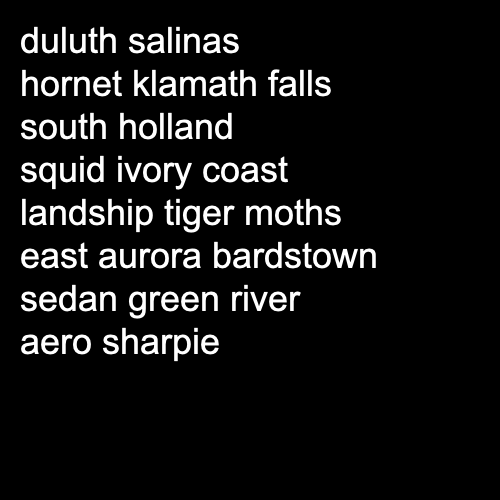 duluth salinas
hornet klamath falls
south holland
squid ivory coast
landship tiger moths
east aurora bardstown
sedan green river
aero sharpie